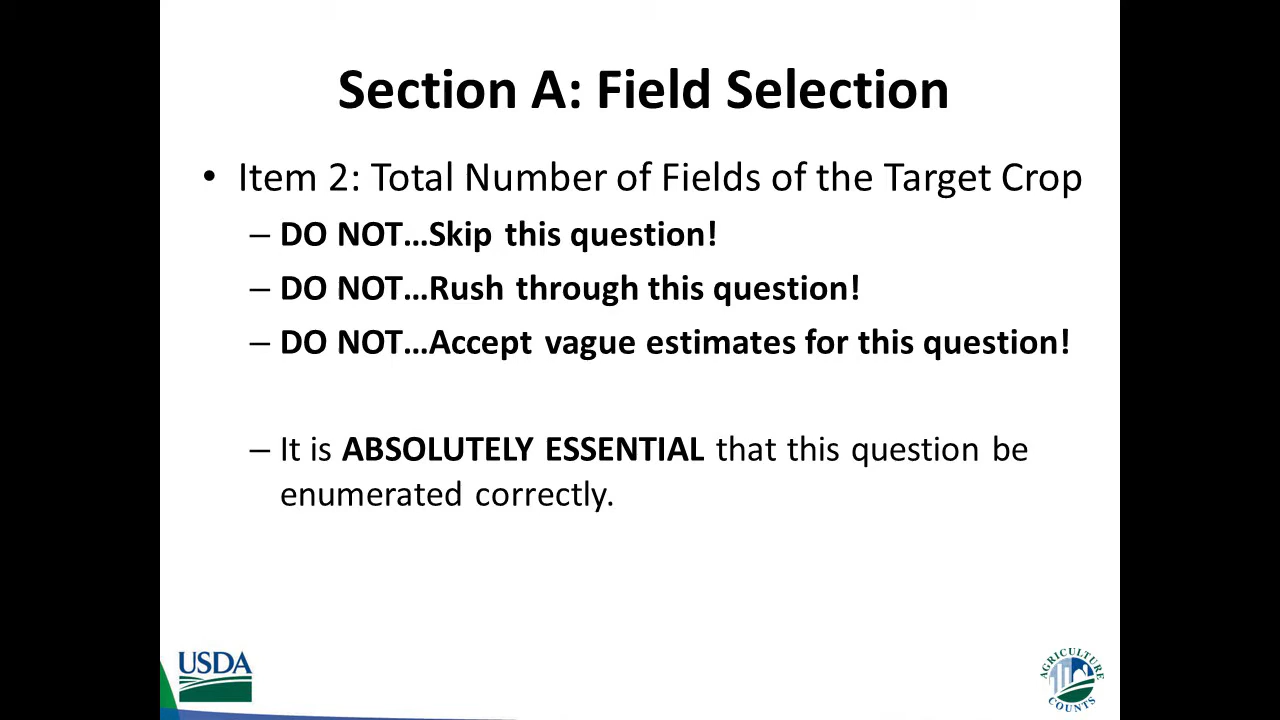 Section A: Field Selection
• Item 2: Total Number of Fields of the Target Crop
– DO NOT…Skip this question!
– DO NOT…Rush through this question!
– DO NOT…Accept vague estimates for this question!
– It is ABSOLUTELY ESSENTIAL that this question be
enumerated correctly.
USDA
AGRICULTURE
COUNTS